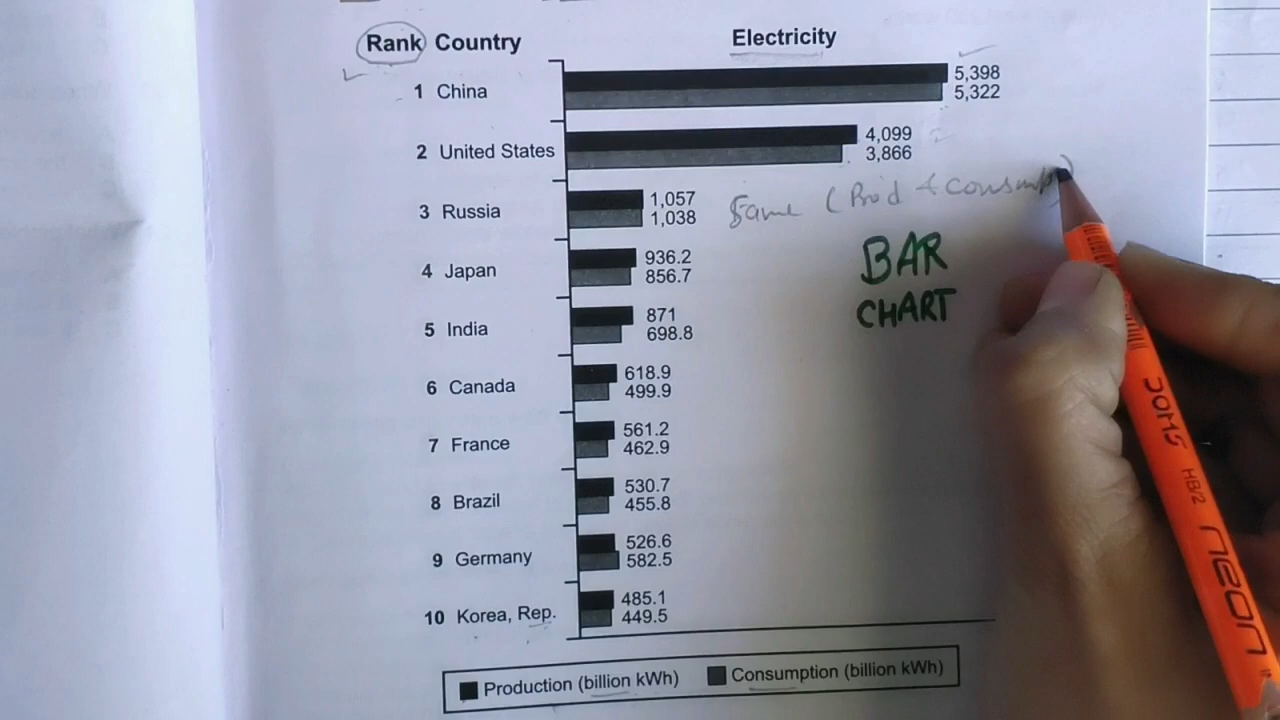 Rank Country Electricity
1 China 5,398
5,322
2 United States 4,099
3,866
3 Russia 1,057
1,038
Same (Prod & consump)
4 Japan 936.2
856.7
BAR
CHART
5 India 871
698.8
6 Canada 618.9
499.9
7 France 561.2
462.9
8 Brazil 530.7
455.8
9 Germany 526.6
582.5
10 Korea, Rep. 485.1
449.5
Production (billion kWh) Consumption (billion kWh)
DOMS HB/2 neon